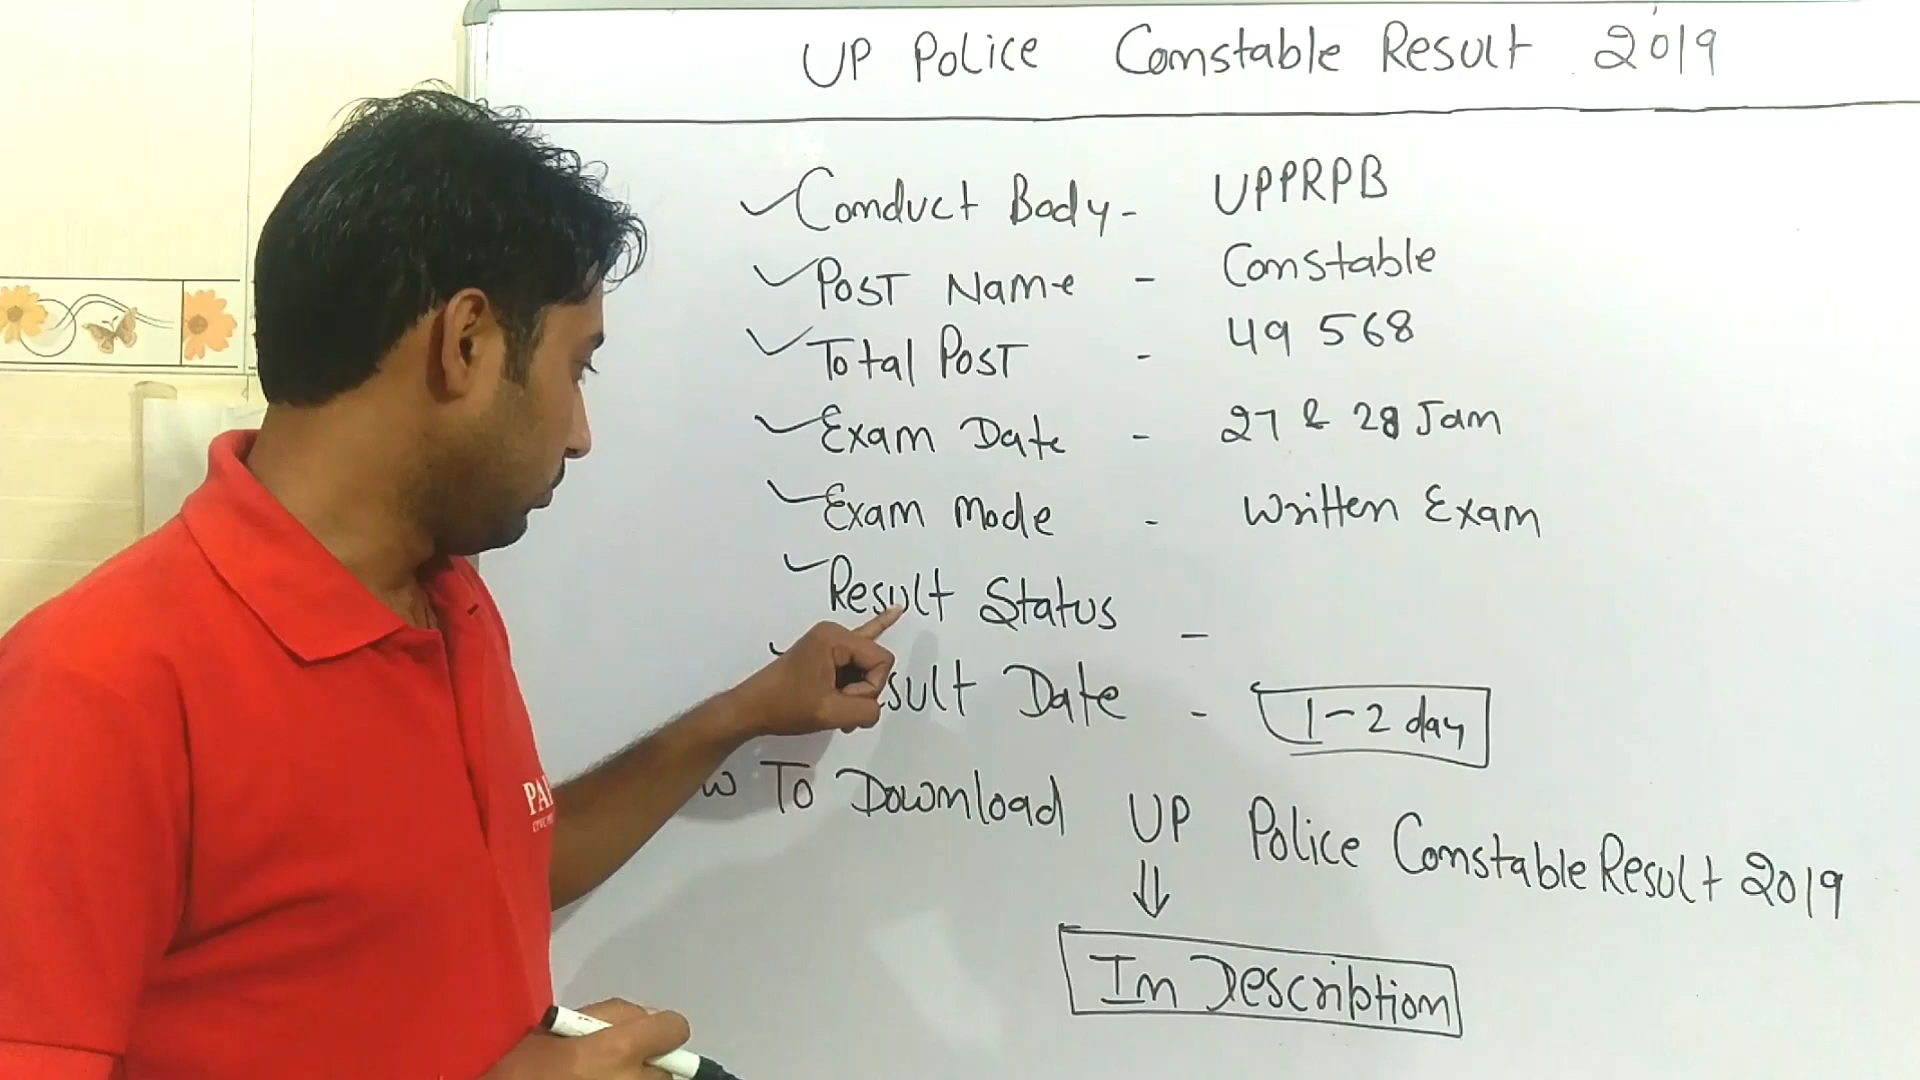 UP Police Constable Result 2019
Conduct Body - UPPRPB
Post Name - Constable
Total Post - 49 568
Exam Date - 27 & 28 Jan
Exam Mode - Written Exam
Result Status -
Date - 1-2 day
To Download UP Police Constable Result 2019
In Description